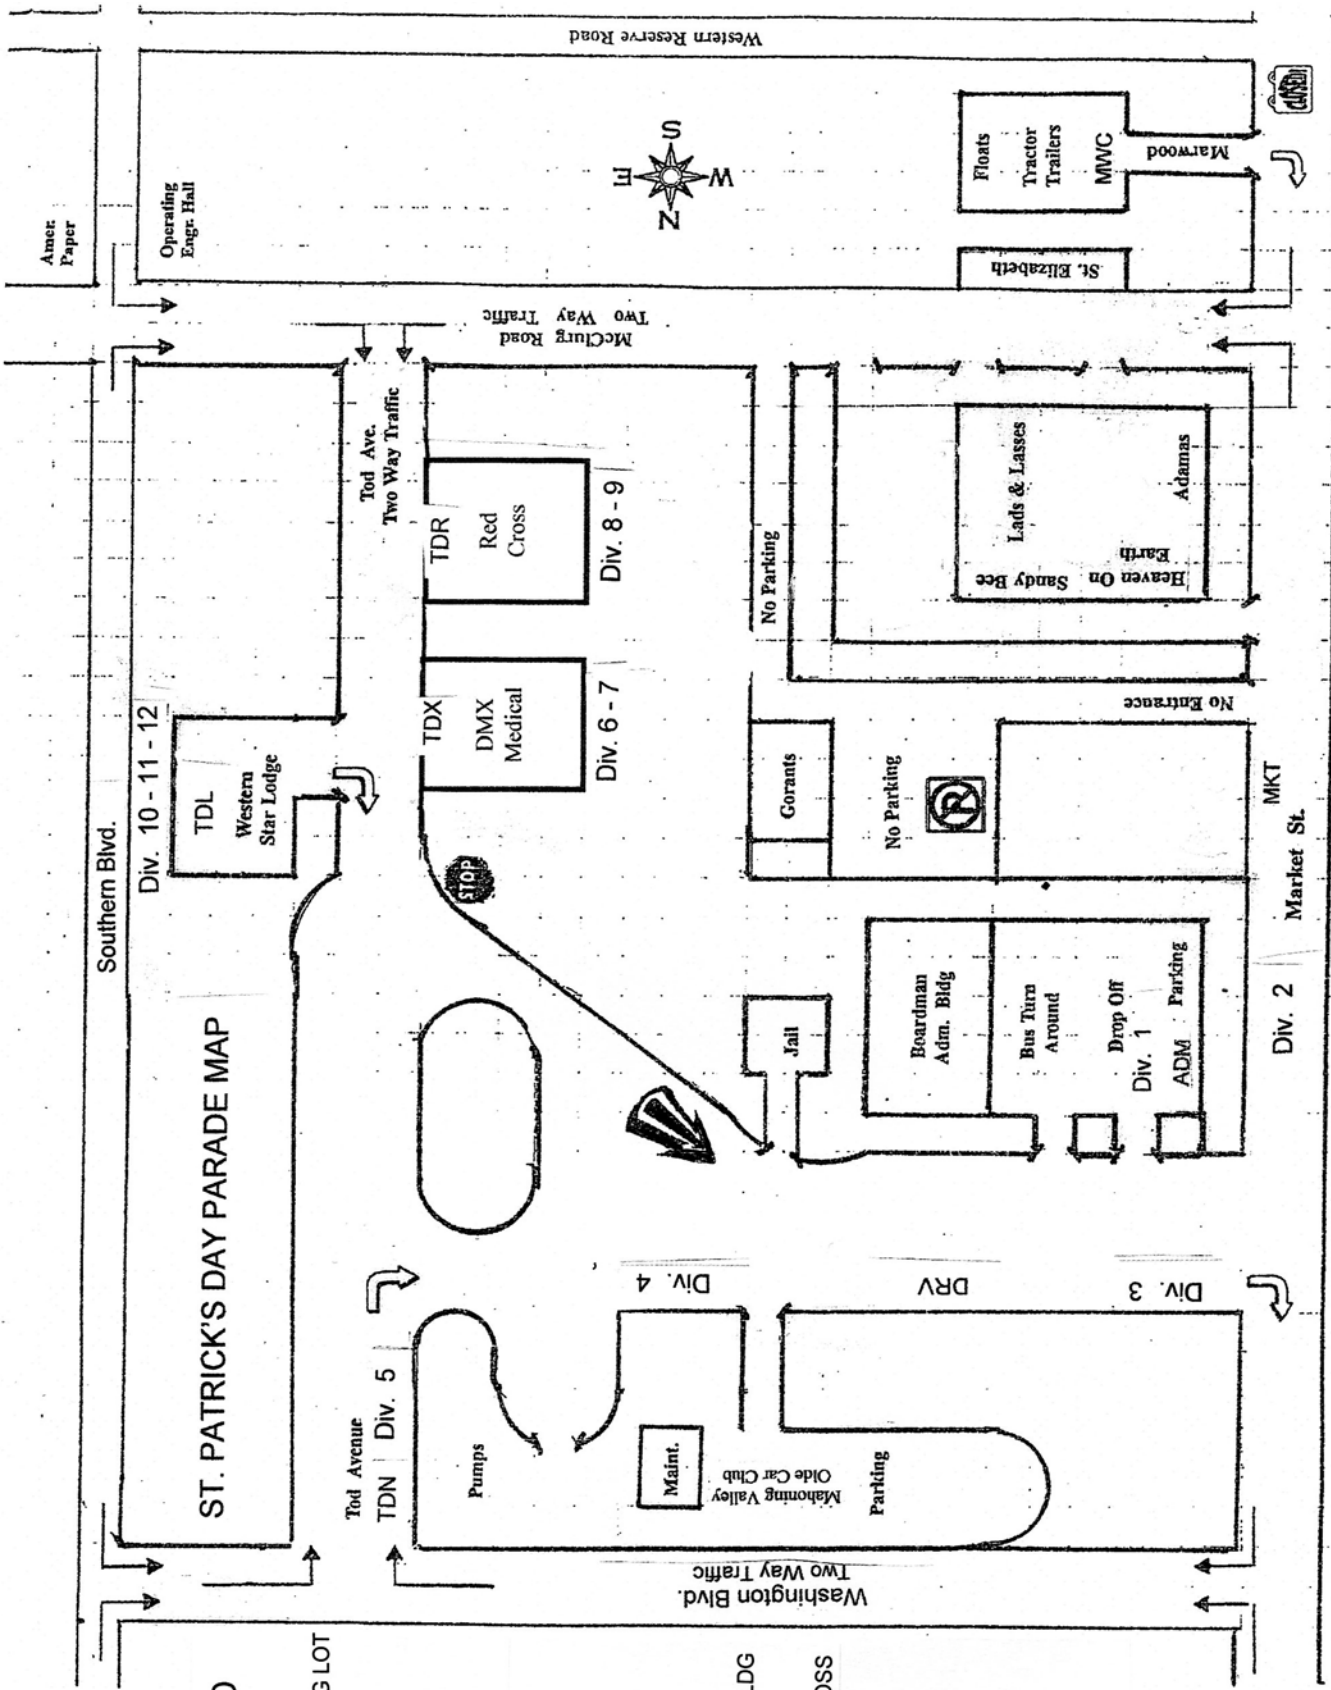 ST. PATRICK'S DAY PARADE MAP
Southern Blvd.
Amer.
Paper
Operating
Engr. Hall
Western Reserve Road
Div. 10 - 11 - 12
TDL
Western
Star Lodge
Tod Ave.
Two Way Traffic
McClurg Road
Two Way Traffic
N
E
S
W
Floats
Tractor
Trailers
MWC
Marwood
St. Elizabeth
TDR
Red
Cross
Div. 8 - 9
TDX
DMX
Medical
Div. 6 - 7
STOP
No Parking
Lads & Lasses
Sandy Bee
Heaven On
Earth
Adamas
Gorants
No Parking
No Entrance
MKT
Market St.
Div. 2
Jail
Boardman
Adm. Bldg
Bus Turn
Around
Drop Off
Div. 1
ADM Parking
Tod Avenue
TDN Div. 5
Div. 4
DRV
Div. 3
Pumps
Maint.
Mahoning Valley
Olde Car Club
Parking
Washington Blvd.
Two Way Traffic
G LOT
LDG
OSS